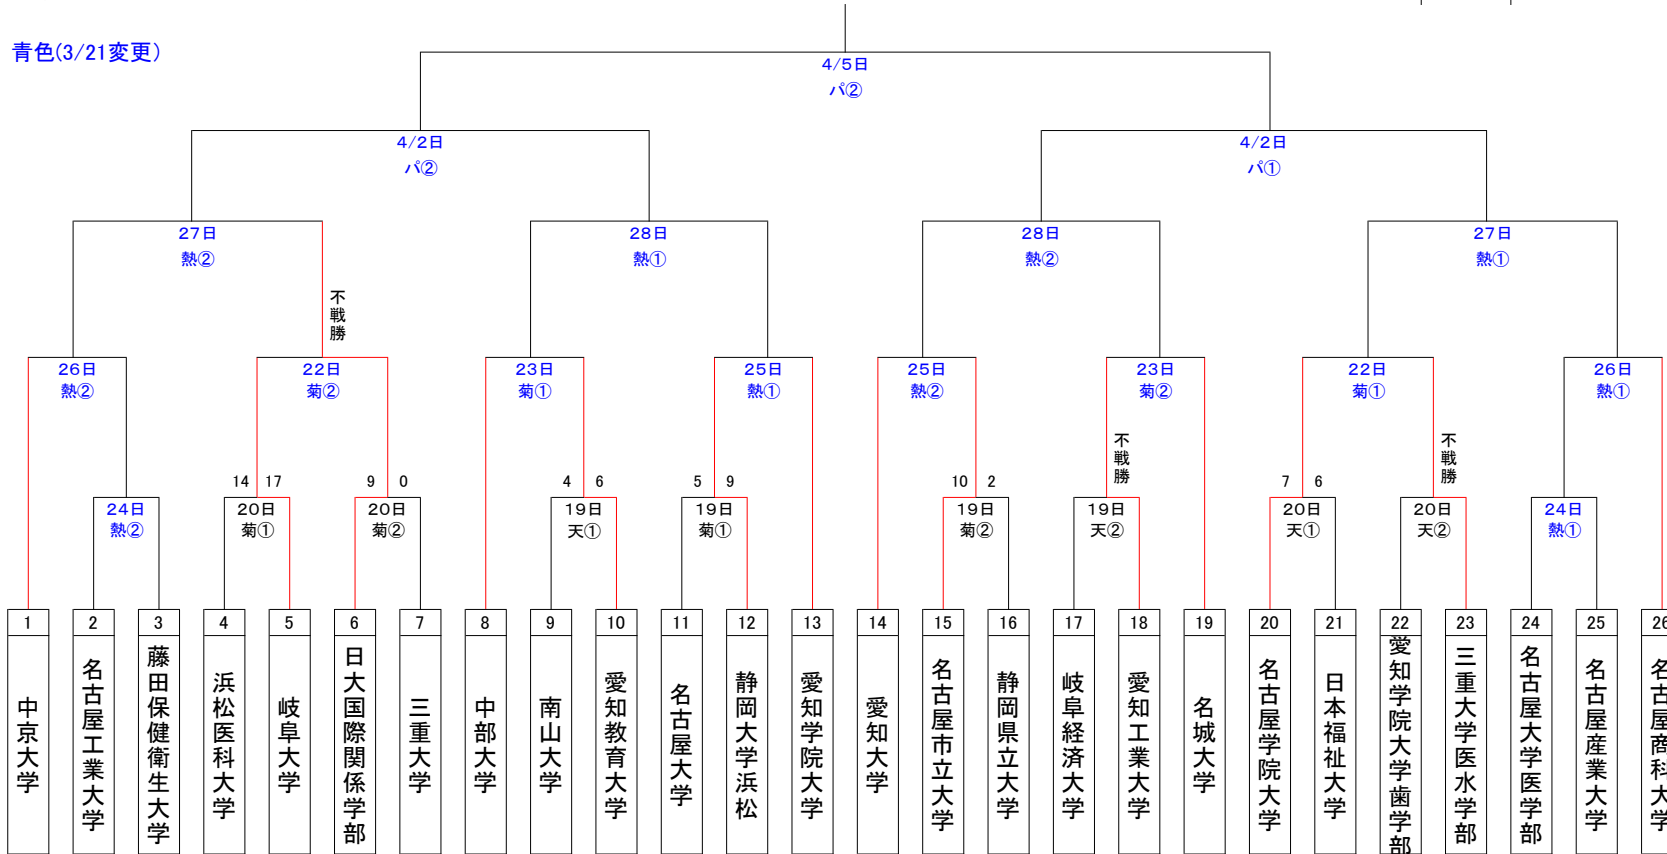 青色(3/21変更)
4/5日
パ②
4/2日
パ②
4/2日
パ①
27日
熱②
28日
熱①
28日
熱②
27日
熱①
不戦勝
26日
熱②
22日
菊②
23日
菊①
25日
熱①
25日
熱②
23日
菊②
22日
菊①
26日
熱①
不戦勝
不戦勝
14 17
9 0
4 6
5 9
10 2
7 6
24日
熱②
20日
菊①
20日
菊②
19日
天①
19日
菊①
19日
菊②
19日
天②
20日
天①
20日
天②
24日
熱①
1
中京大学
2
名古屋工業大学
3
藤田保健衛生大学
4
浜松医科大学
5
岐阜大学
6
日大国際関係学部
7
三重大学
8
中部大学
9
南山大学
10
愛知教育大学
11
名古屋大学
12
静岡大学浜松
13
愛知学院大学
14
愛知大学
15
名古屋市立大学
16
静岡県立大学
17
岐阜経済大学
18
愛知工業大学
19
名城大学
20
名古屋学院大学
21
日本福祉大学
22
愛知学院大学歯学部
23
三重大学医水学部
24
名古屋大学医学部
25
名古屋産業大学
26
名古屋商科大学